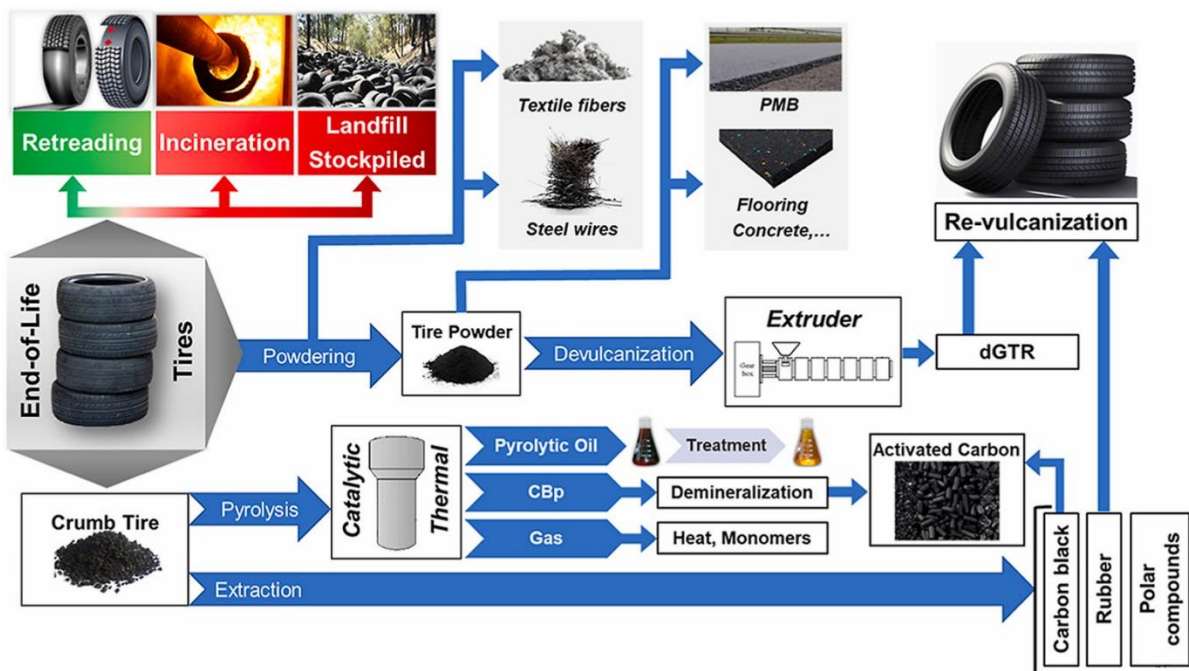 Retreading
Incineration
Landfill
Stockpiled
Textile fibers
Steel wires
PMB
Flooring
Concrete,...
Re-vulcanization
End-of-Life
Tires
Powdering
Tire Powder
Devulcanization
Extruder
Gear
box
dGTR
Crumb Tire
Pyrolysis
Catalytic
Thermal
Pyrolytic Oil
Treatment
CBp
Demineralization
Activated Carbon
Gas
Heat, Monomers
Extraction
Carbon black
Rubber
Polar
compounds